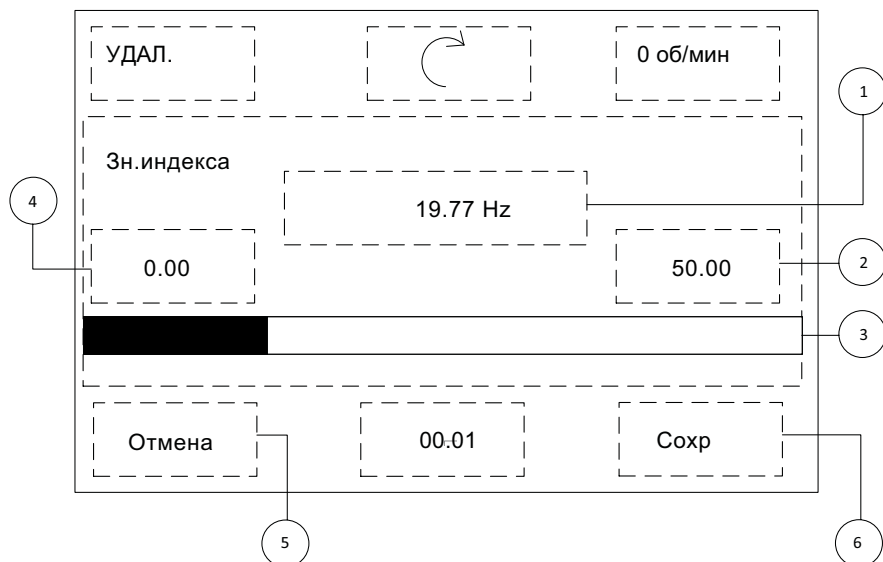 УДАЛ.
0 об/мин
1
Зн.индекса
19.77 Hz
4
0.00
50.00
2
3
Отмена
00.01
Сохр
5
6